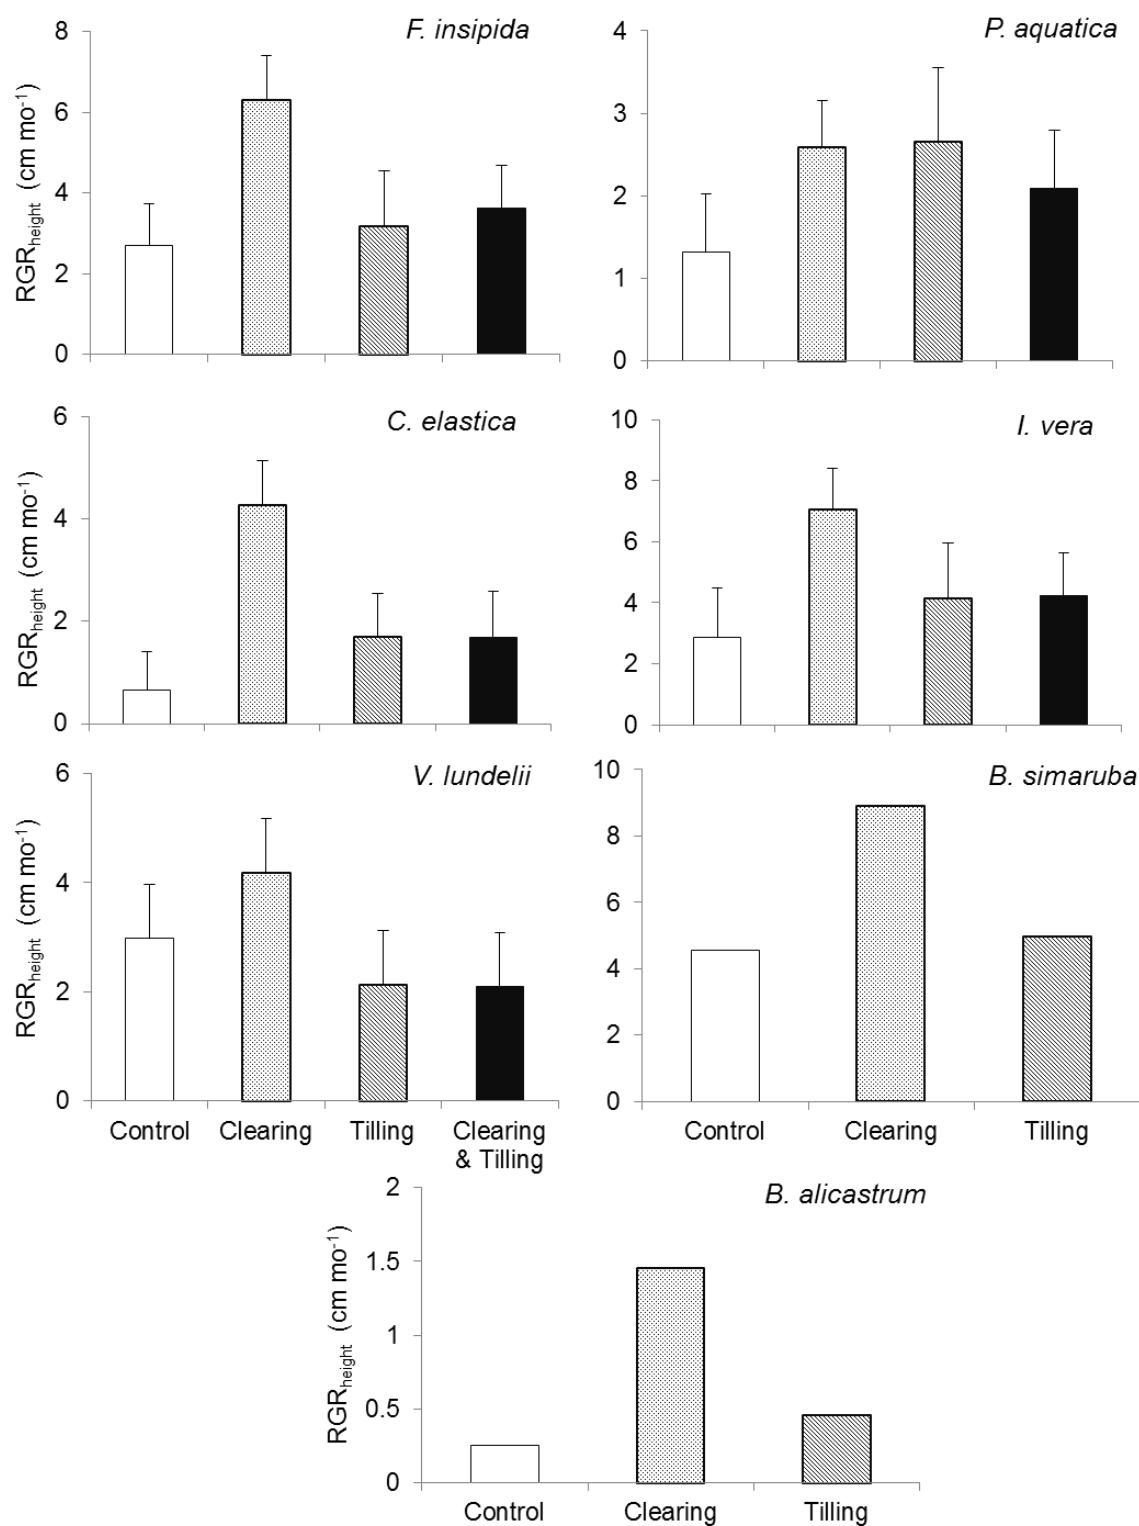 F. insipida
8
6
4
2
0
RGRheight (cm mo-1)
P. aquatica
4
3
2
1
0
C. elastica
6
4
2
0
RGRheight (cm mo-1)
I. vera
10
8
6
4
2
0
V. lundelii
6
4
2
0
RGRheight (cm mo-1)
Control Clearing Tilling Clearing
& Tilling
B. simaruba
10
8
6
4
2
0
Control Clearing Tilling
B. alicastrum
2
1.5
1
0.5
0
RGRheight (cm mo-1)
Control Clearing Tilling